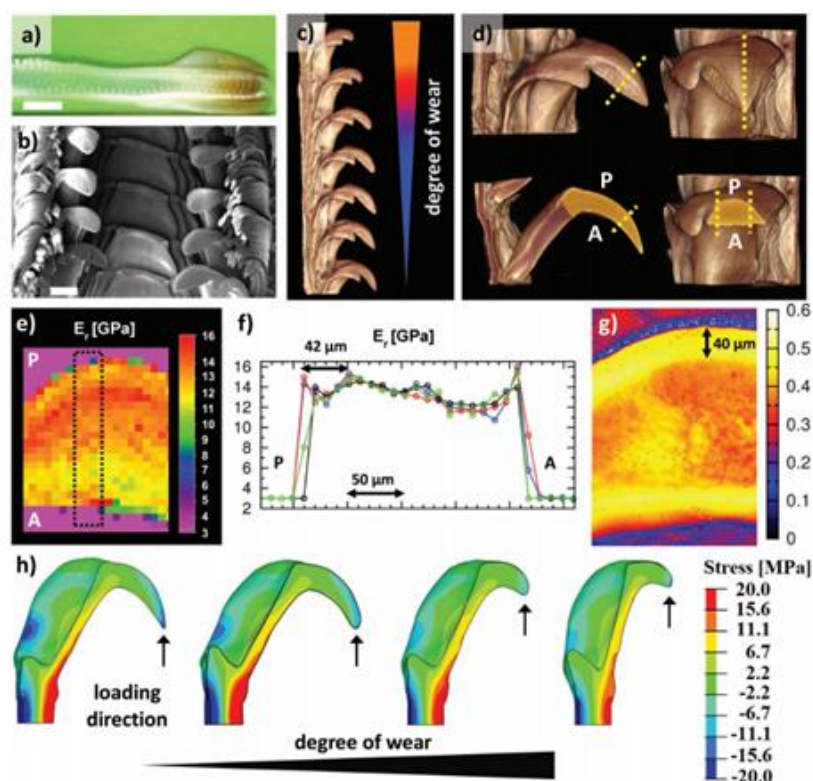 a)
b)
c)
degree of wear
d)
P
A
P
A
e)
E_r [GPa]
P
A
16
14
13
12
11
10
9
8
7
6
5
4
3
f)
E_r [GPa]
42 µm
50 µm
P
A
16
14
12
10
8
6
4
2
g)
40 µm
0.6
0.5
0.4
0.3
0.2
0.1
0
h)
loading
direction
degree of wear
Stress [MPa]
20.0
15.6
11.1
6.7
2.2
-2.2
-6.7
-11.1
-15.6
-20.0